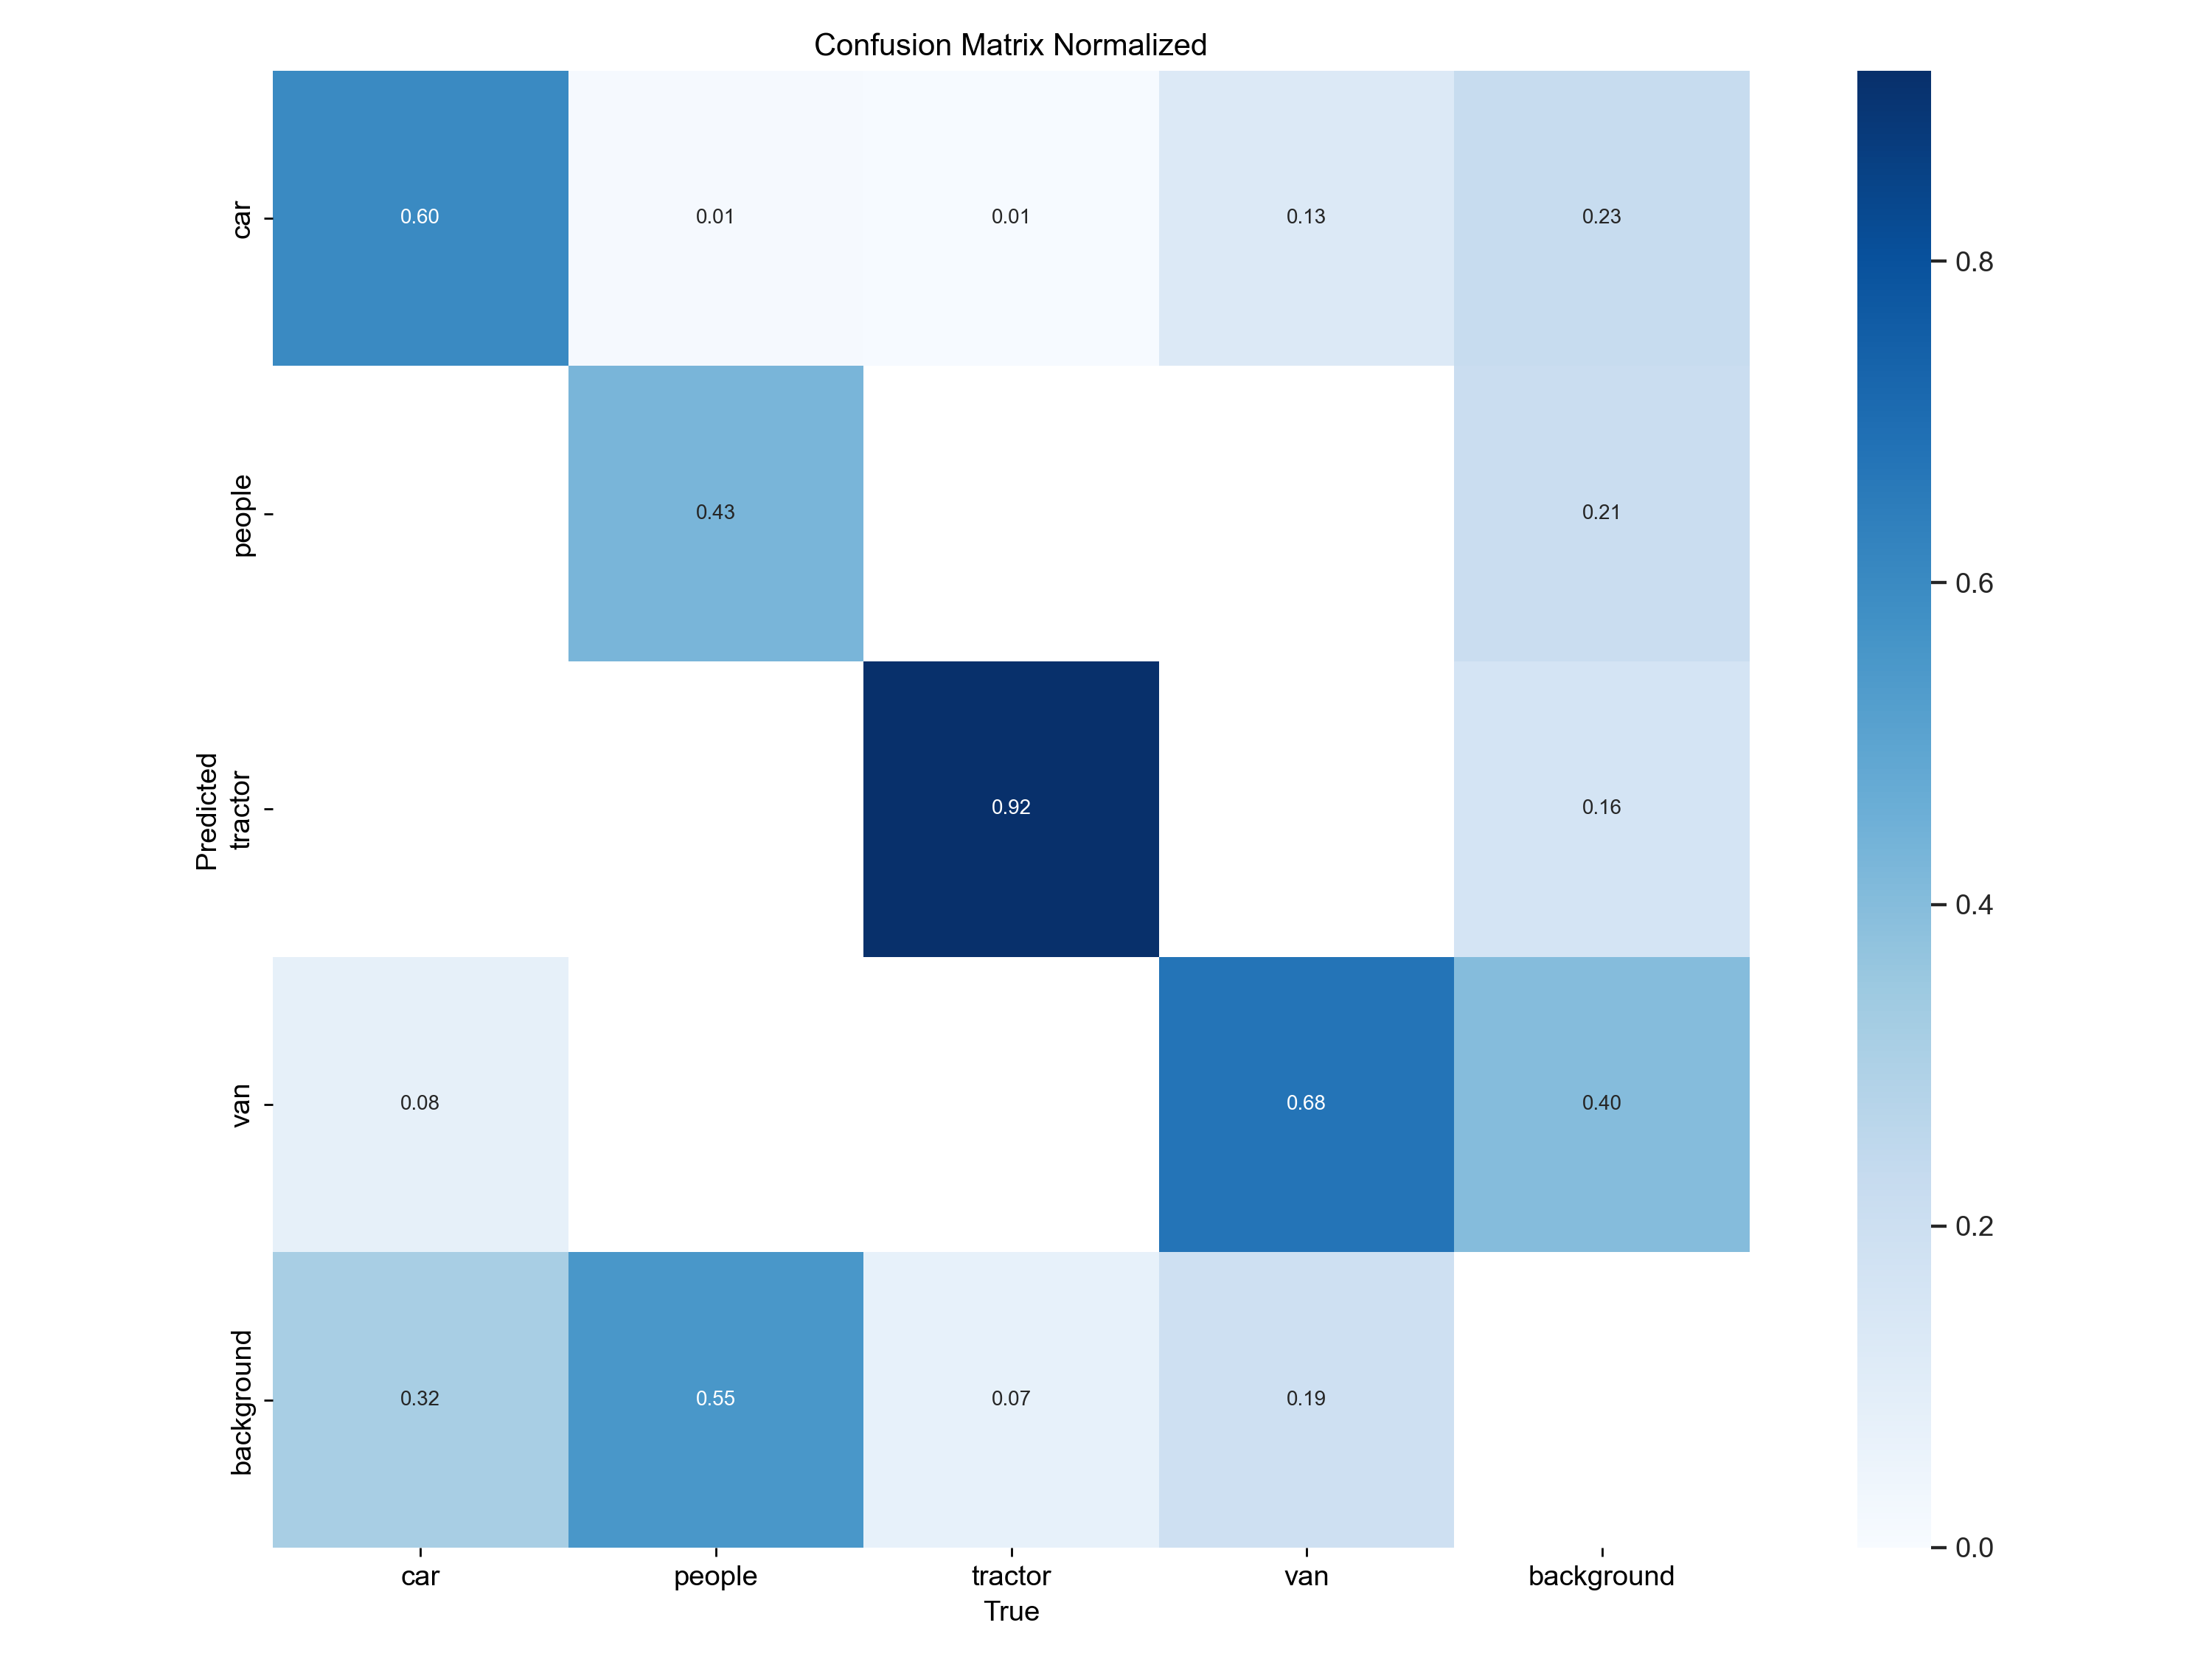 Confusion Matrix Normalized
car
0.60
0.01
0.01
0.13
0.23
people
0.43
0.21
Predicted
tractor
0.92
0.16
van
0.08
0.68
0.40
background
0.32
0.55
0.07
0.19
car
people
tractor
van
background
True
0.8
0.6
0.4
0.2
0.0